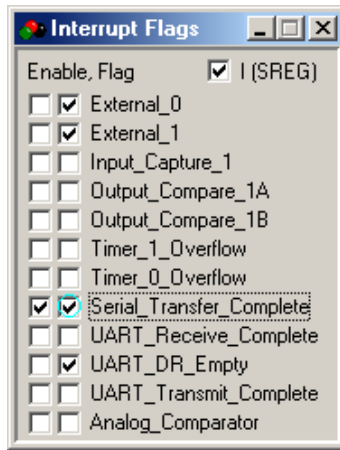 Interrupt Flags
Enable, Flag I (SREG)
External_0
External_1
Input_Capture_1
Output_Compare_1A
Output_Compare_1B
Timer_1_Overflow
Timer_0_Overflow
Serial_Transfer_Complete
UART_Receive_Complete
UART_DR_Empty
UART_Transmit_Complete
Analog_Comparator